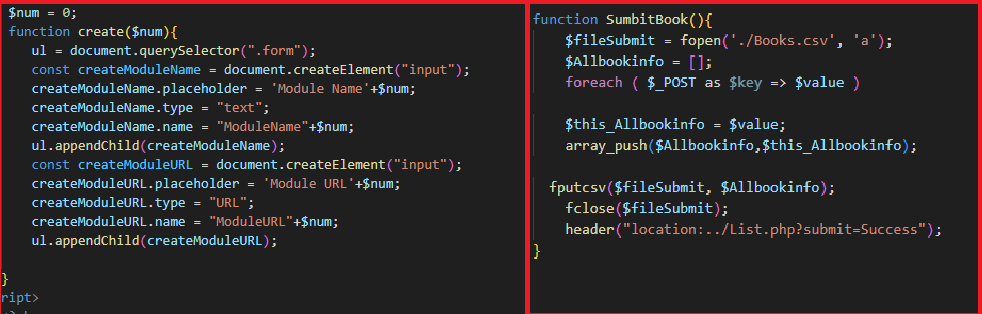 $num = 0;
function create($num){
ul = document.querySelector(".form");
const createModuleName = document.createElement("input");
createModuleName.placeholder = 'Module Name'+$num;
createModuleName.type = "text";
createModuleName.name = "ModuleName"+$num;
ul.appendChild(createModuleName);
const createModuleURL = document.createElement("input");
createModuleURL.placeholder = 'Module URL'+$num;
createModuleURL.type = "URL";
createModuleURL.name = "ModuleURL"+$num;
ul.appendChild(createModuleURL);
}
ript>
function SumbitBook(){
$fileSubmit = fopen('./Books.csv', 'a');
$Allbookinfo = [];
foreach ( $_POST as $key => $value )
$this_Allbookinfo = $value;
array_push($Allbookinfo,$this_Allbookinfo);
fputcsv($fileSubmit, $Allbookinfo);
fclose($fileSubmit);
header("location:../List.php?submit=Success");
}